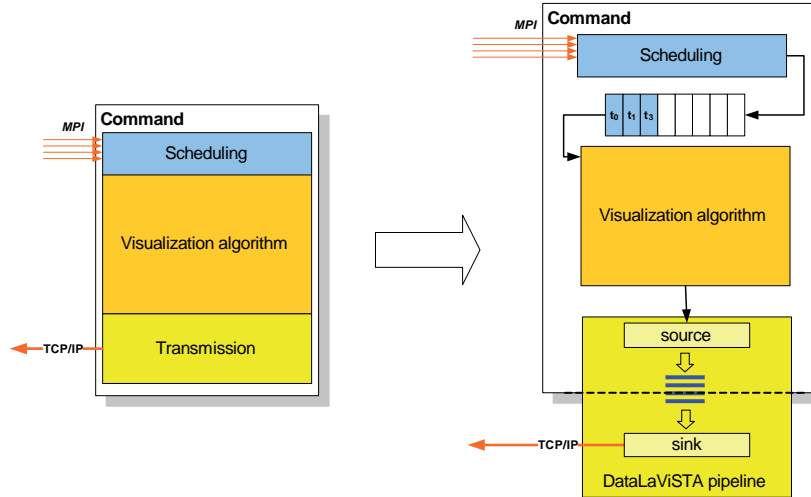 Command
MPI
Scheduling
Visualization algorithm
Transmission
TCP/IP
Command
MPI
Scheduling
t0 t1 t3
Visualization algorithm
source
sink
TCP/IP
DataLaViSTA pipeline